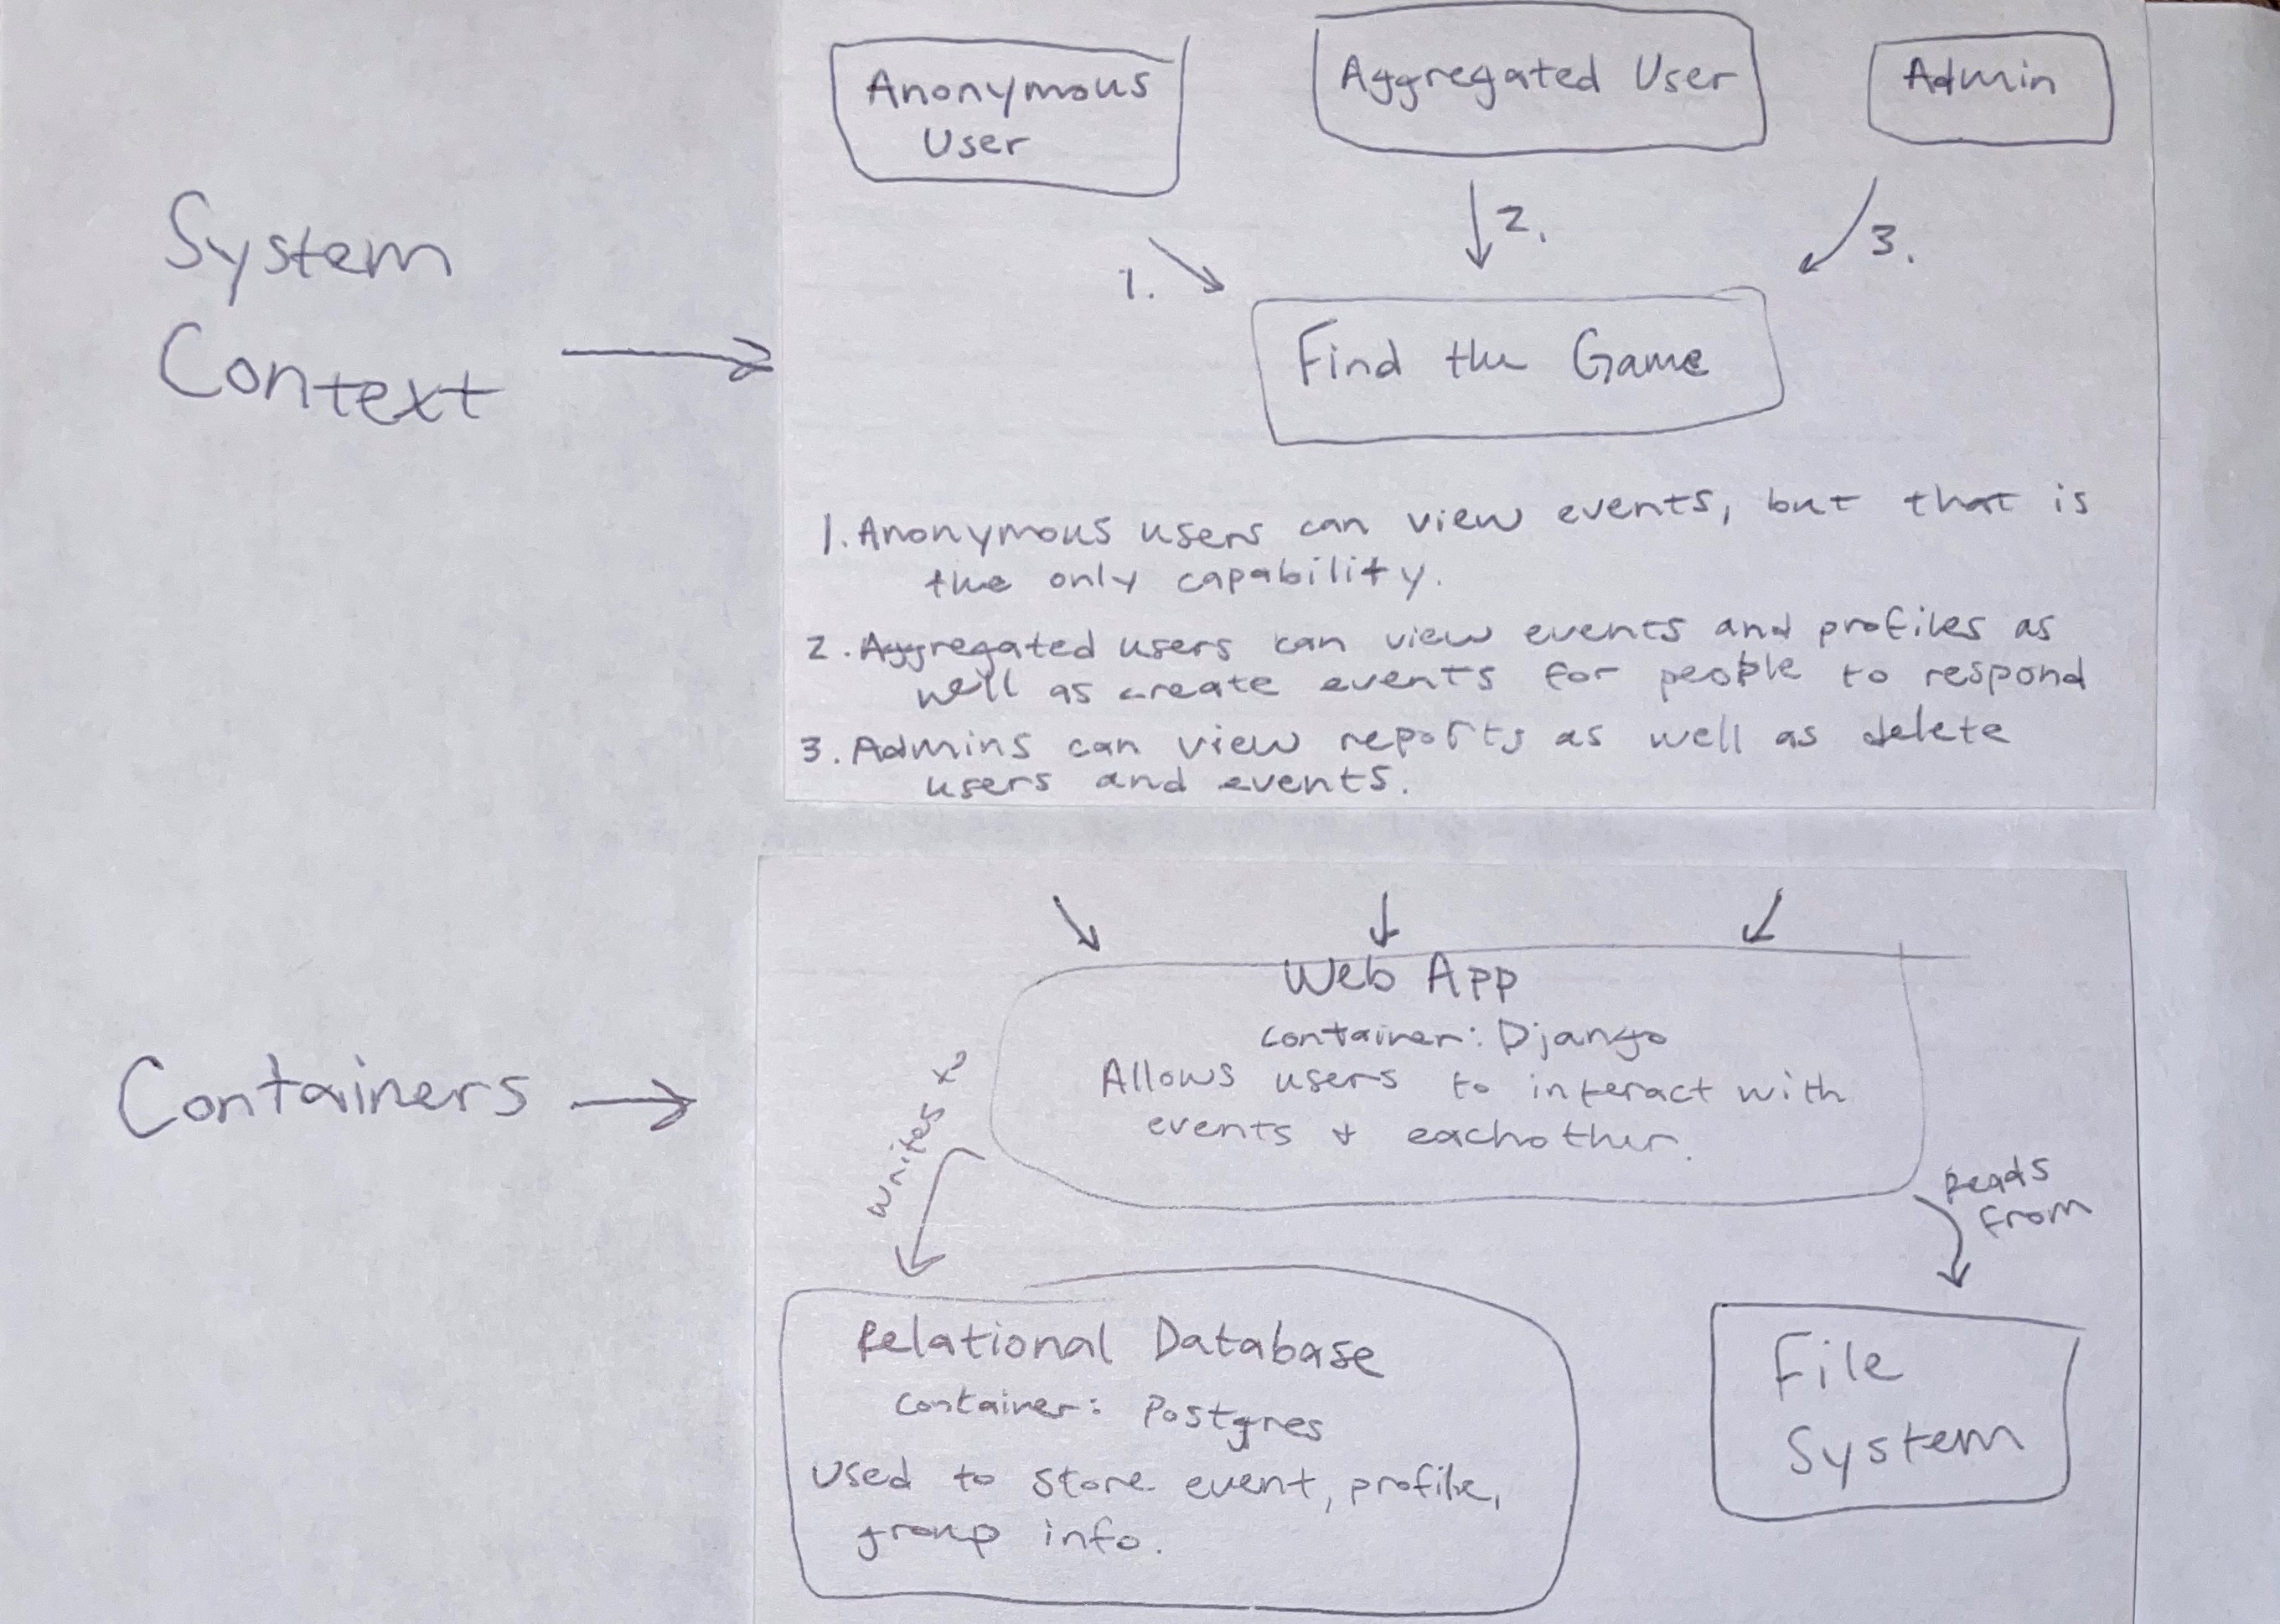 Anonymous
User
Aggregated User
Admin
1.
2.
3.
System
Context
Find the Game
1. Anonymous users can view events, but that is
the only capability.
2. Aggregated users can view events and profiles as
well as create events for people to respond
3. Admins can view reports as well as delete
users and events.
Containers
Web App
container: Django
Allows users to interact with
events + eachother.
writes to
Reads
from
Relational Database
container: Postgres
Used to store event, profile,
group info.
File
System